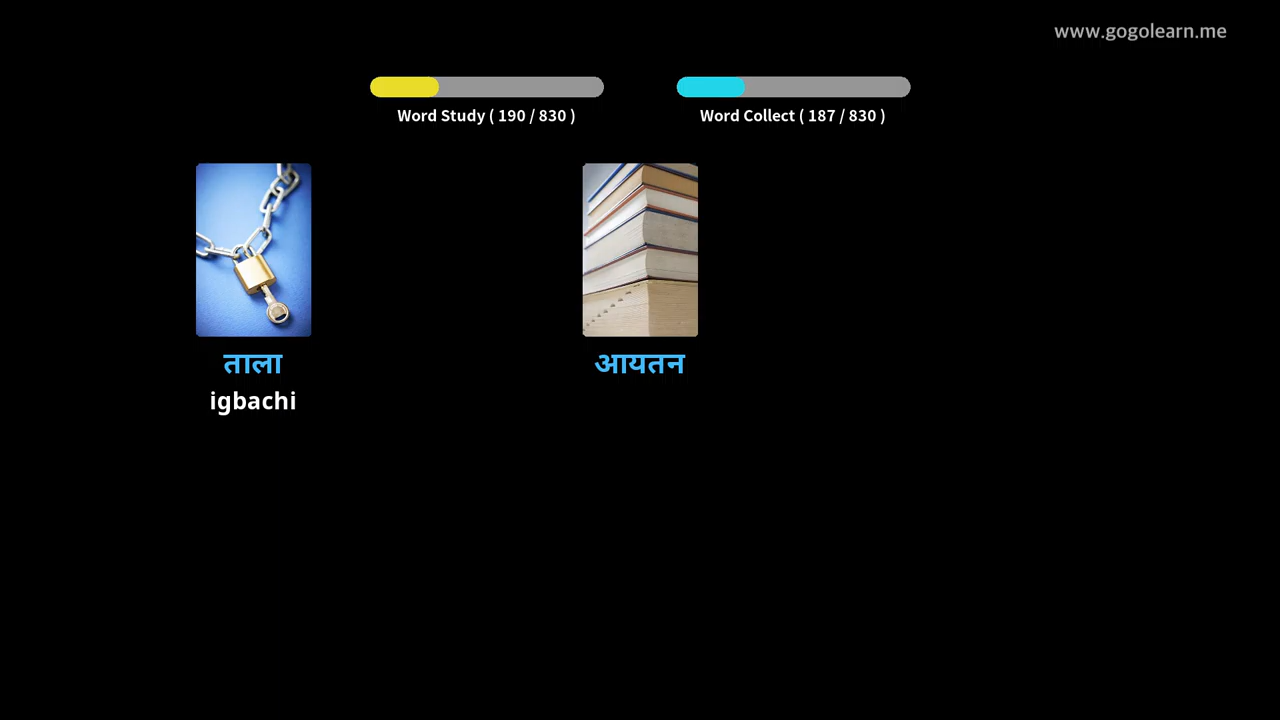 www.gogolearn.me
Word Study ( 190 / 830 )
Word Collect ( 187 / 830 )
ताला
igbachi
आयतन